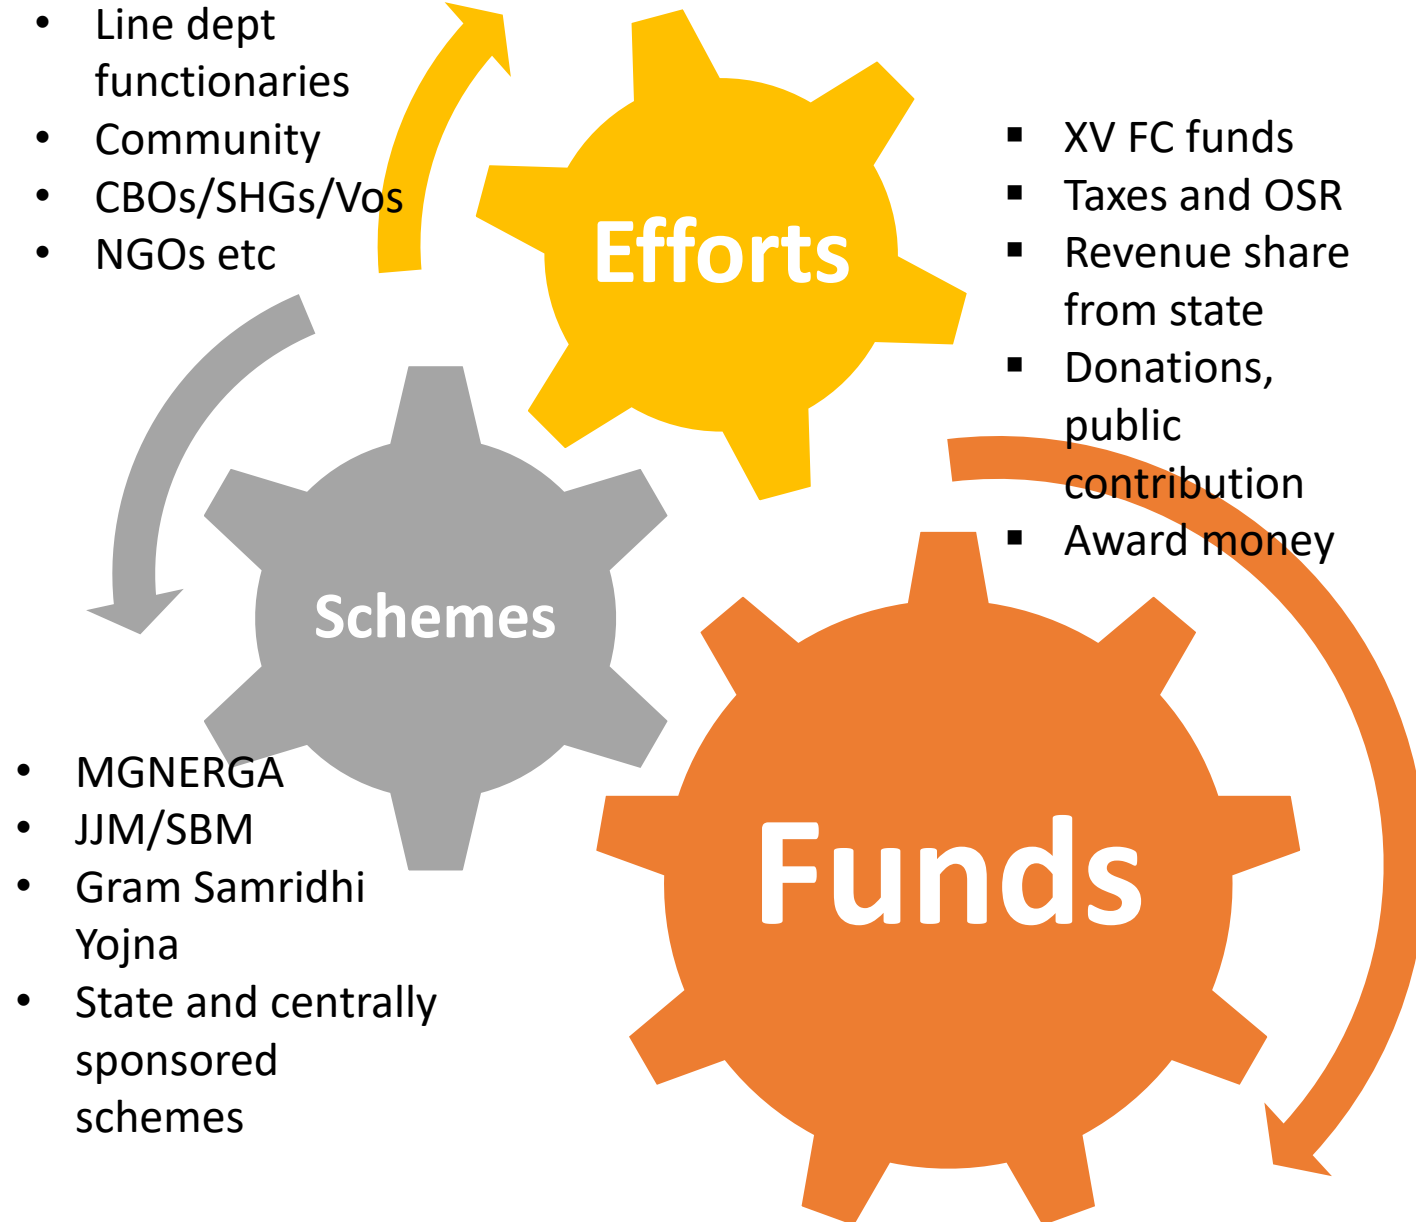 • Line dept
functionaries
• Community
• CBOs/SHGs/Vos
• NGOs etc
Efforts
▪ XV FC funds
▪ Taxes and OSR
▪ Revenue share
from state
▪ Donations,
public
contribution
▪ Award money
Schemes
• MGNERGA
• JJM/SBM
• Gram Samridhi
Yojna
• State and centrally
sponsored
schemes
Funds